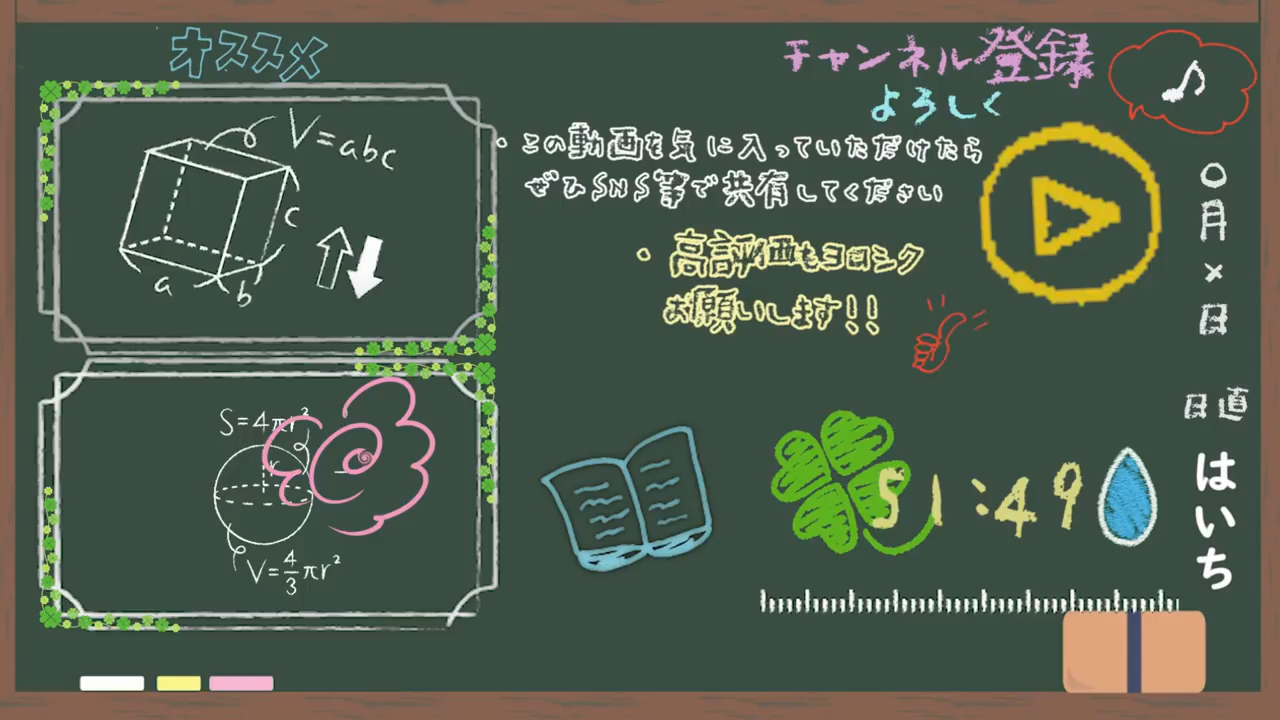 オススメ
V=abc
c
a
b
S=4πr²
r
V=4/3πr²
チャンネル登録
よろしく
・この動画を気に入っていただけたら
ぜひSNS等で共有してください
・高評価もヨロシク
お願いします!!
〇月×日
日直
はいち
51:49